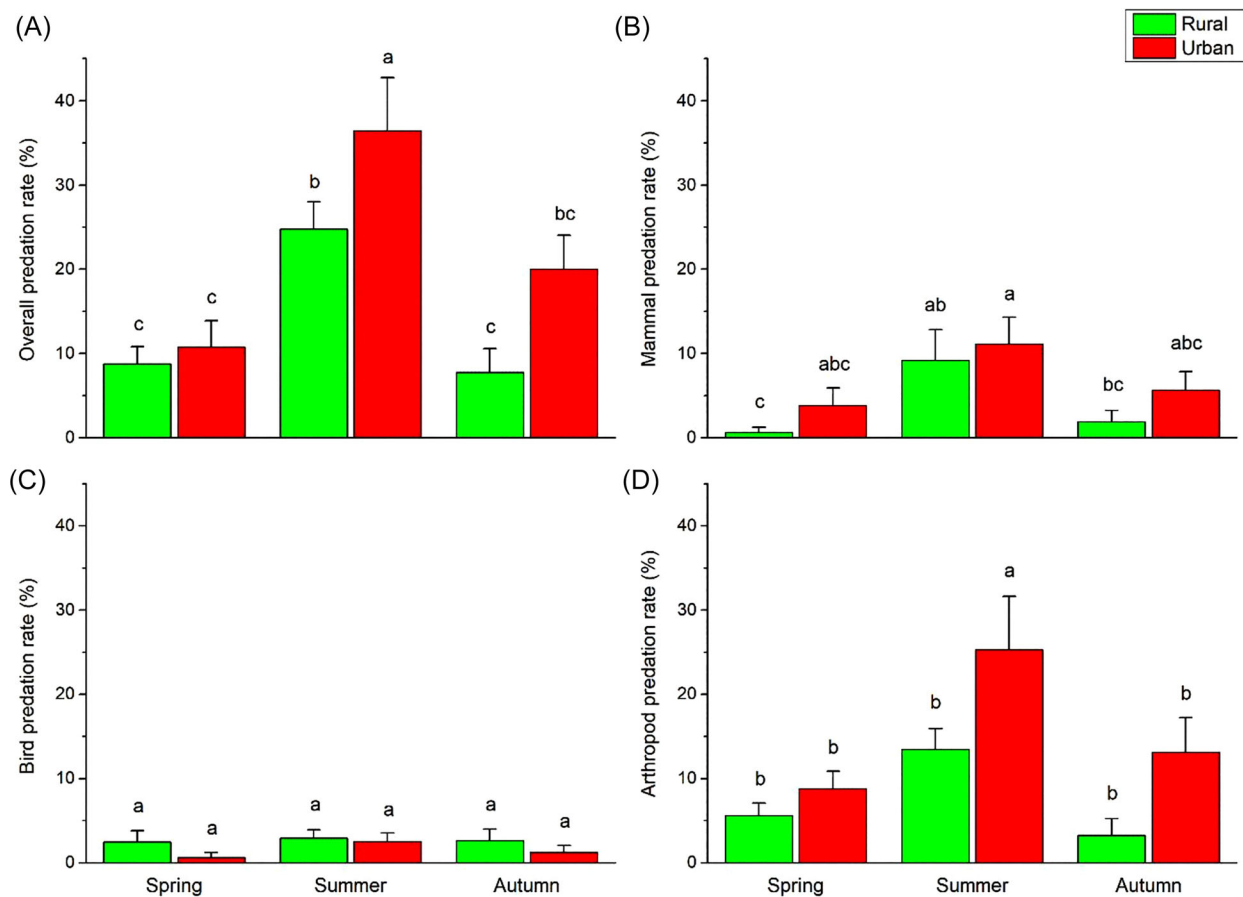 (A)
(B)
Rural
Urban
Overall predation rate (%)
40
30
20
10
0
c
c
b
a
c
bc
Mammal predation rate (%)
40
30
20
10
0
c
abc
ab
a
bc
abc
(C)
(D)
Bird predation rate (%)
40
30
20
10
0
a
a
a
a
a
a
Spring
Summer
Autumn
Arthropod predation rate (%)
40
30
20
10
0
b
b
b
a
b
b
Spring
Summer
Autumn